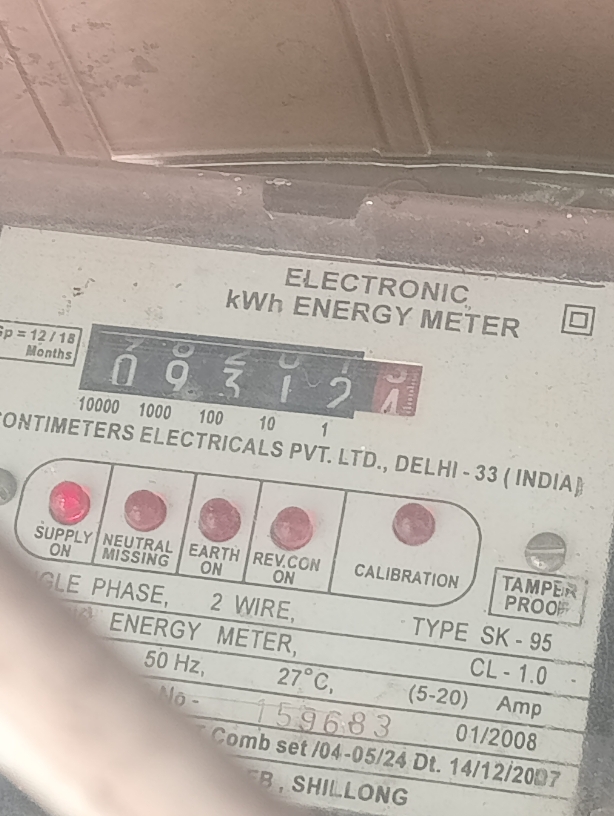 ELECTRONIC
kWh ENERGY METER
Gp = 12/18
Months
0 9 3 1 2 4
10000 1000 100 10 1
CONTIMETERS ELECTRICALS PVT. LTD., DELHI - 33 (INDIA)
SUPPLY ON
NEUTRAL MISSING
EARTH ON
REV.CON ON
CALIBRATION
TAMPER PROOF
PHASE, 2 WIRE, TYPE SK - 95
ENERGY METER, CL - 1.0
50 Hz, 27°C, (5-20) Amp
No - 159683 01/2008
Comb set /04-05/24 Dt. 14/12/2007
SHILLONG